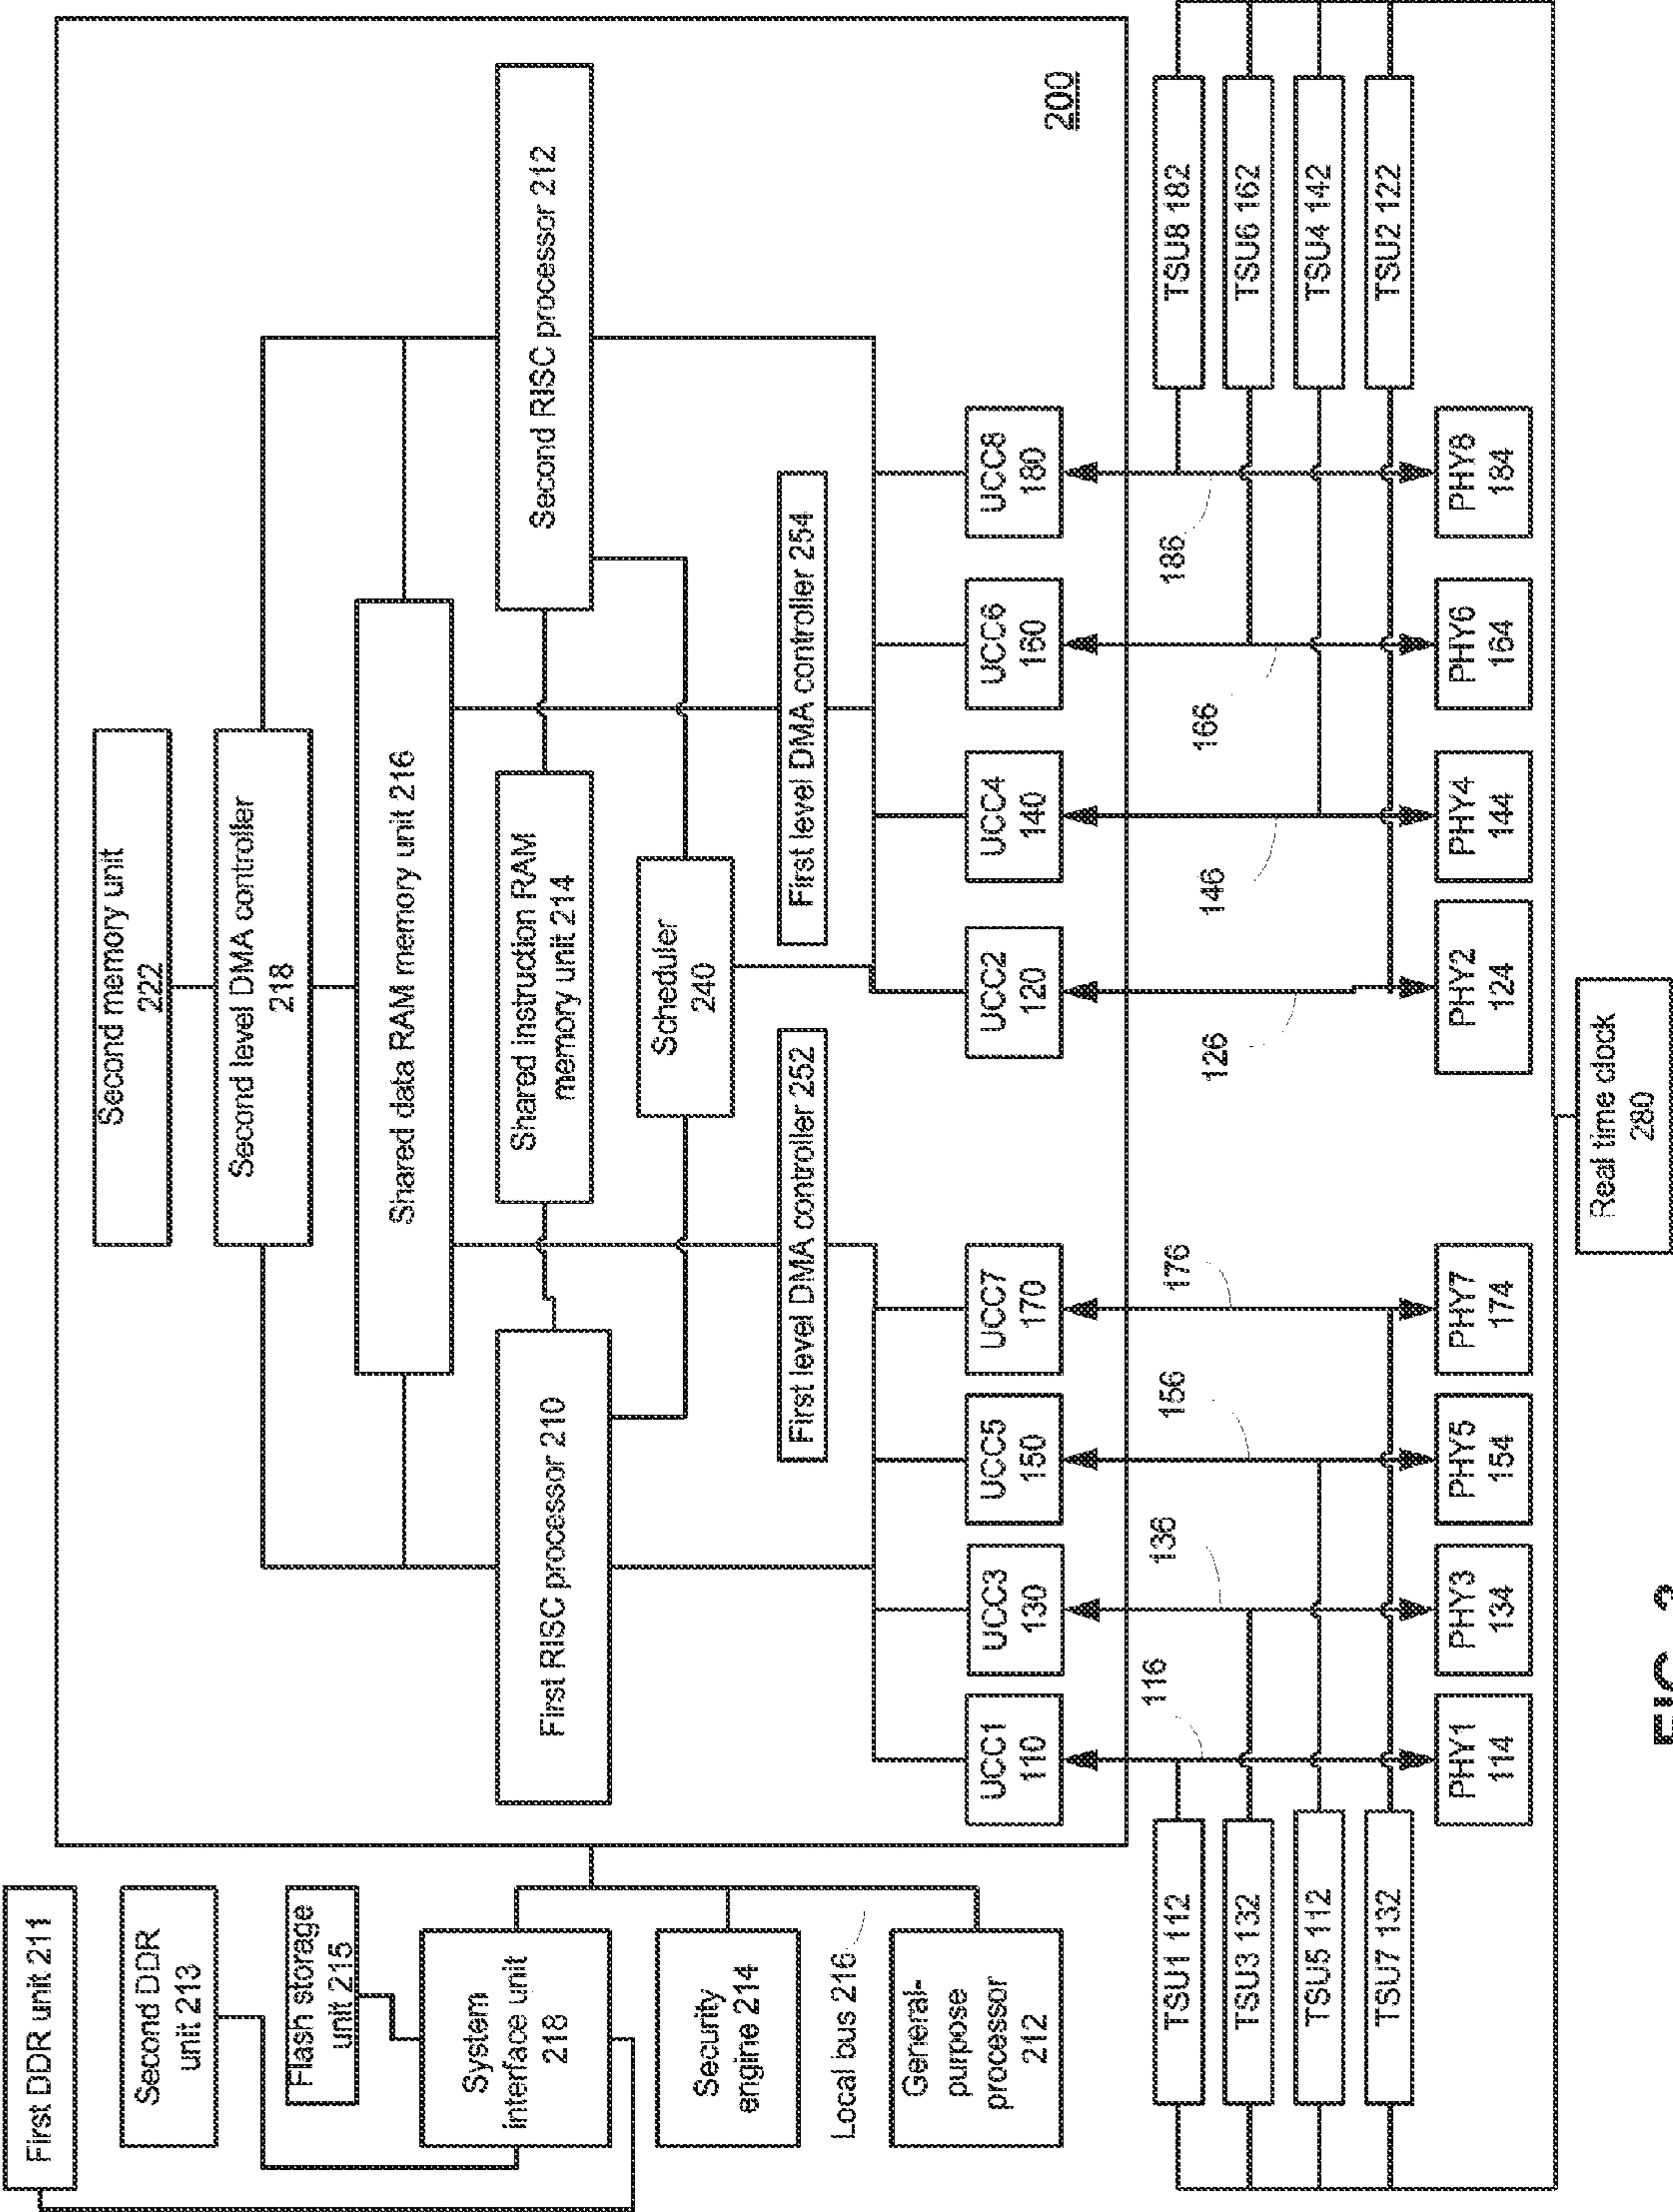 First DDR unit 211
Second DDR
unit 213
Flash storage
unit 215
System
interface unit
218
Security
engine 214
Local bus 216
General-
purpose
processor
212
Second memory unit
222
Second level DMA controller
218
Shared data RAM memory unit 216
First RISC processor 210
Shared instruction RAM
memory unit 214
Second RISC processor 212
Scheduler
240
First level DMA controller 252
First level DMA controller 254
200
UCC1
110
UCC3
130
UCC5
150
UCC7
170
UCC2
120
UCC4
140
UCC6
160
UCC8
180
116
136
156
176
126
146
166
186
TSU1 112
TSU3 132
TSU5 112
TSU7 132
TSU8 182
TSU6 162
TSU4 142
TSU2 122
PHY1
114
PHY3
134
PHY5
154
PHY7
174
PHY2
124
PHY4
144
PHY6
164
PHY8
184
Real time clock
280